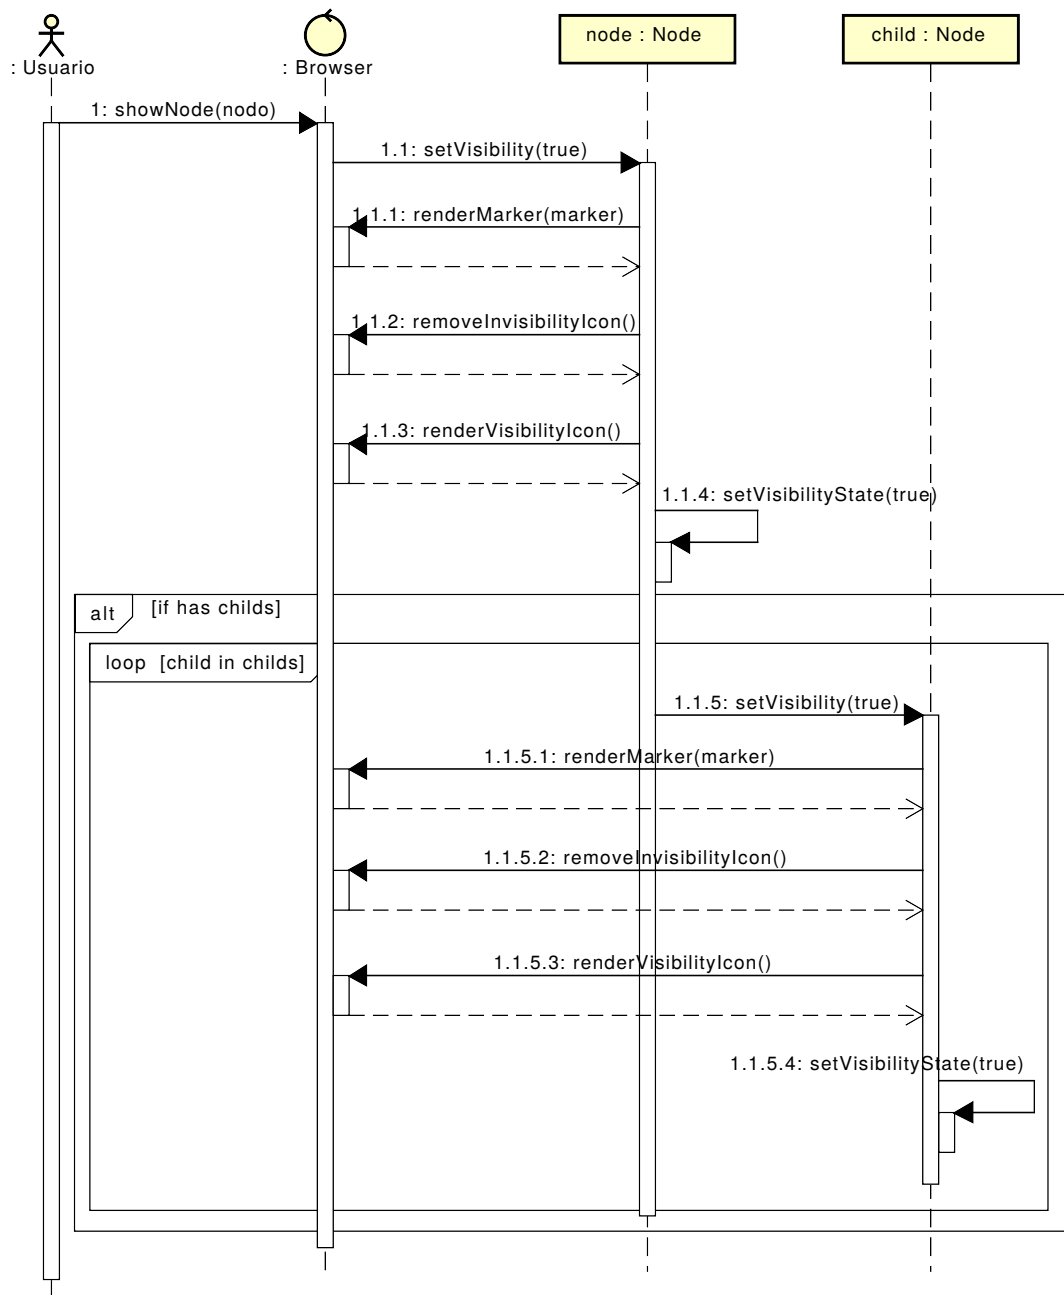 node : Node
child : Node
: Usuario
: Browser
1: showNode(nodo)
1.1: setVisibility(true)
1.1.1: renderMarker(marker)
1.1.2: removeInvisibilityIcon()
1.1.3: renderVisibilityIcon()
1.1.4: setVisibilityState(true)
alt [if has childs]
loop [child in childs]
1.1.5: setVisibility(true)
1.1.5.1: renderMarker(marker)
1.1.5.2: removeInvisibilityIcon()
1.1.5.3: renderVisibilityIcon()
1.1.5.4: setVisibilityState(true)